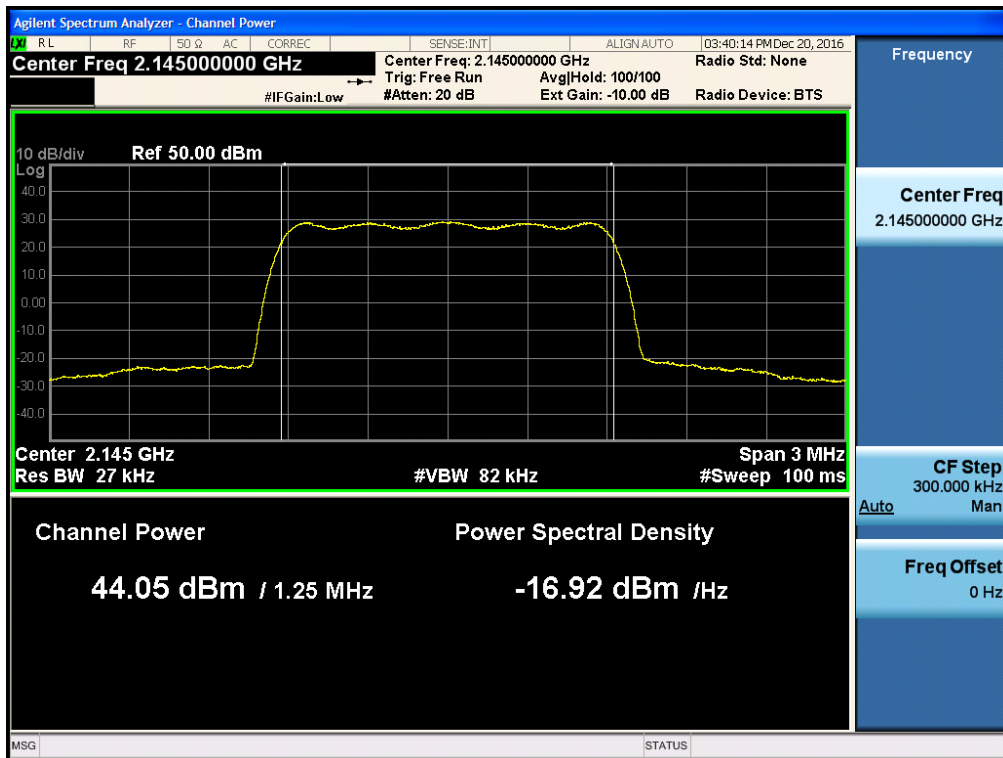 Agilent Spectrum Analyzer - Channel Power
LXI RL RF 50 Ω AC CORREC SENSE:INT ALIGNAUTO 03:40:14 PM Dec 20, 2016
Center Freq 2.145000000 GHz Center Freq: 2.145000000 GHz Radio Std: None
Trig: Free Run Avg|Hold: 100/100
#IFGain:Low #Atten: 20 dB Ext Gain: -10.00 dB Radio Device: BTS
10 dB/div Ref 50.00 dBm
Log
40.0
30.0
20.0
10.0
0.00
-10.0
-20.0
-30.0
-40.0
Center 2.145 GHz Span 3 MHz
Res BW 27 kHz #VBW 82 kHz #Sweep 100 ms
Channel Power Power Spectral Density
44.05 dBm / 1.25 MHz -16.92 dBm /Hz
Frequency
Center Freq
2.145000000 GHz
CF Step
300.000 kHz
Auto Man
Freq Offset
0 Hz
MSG STATUS